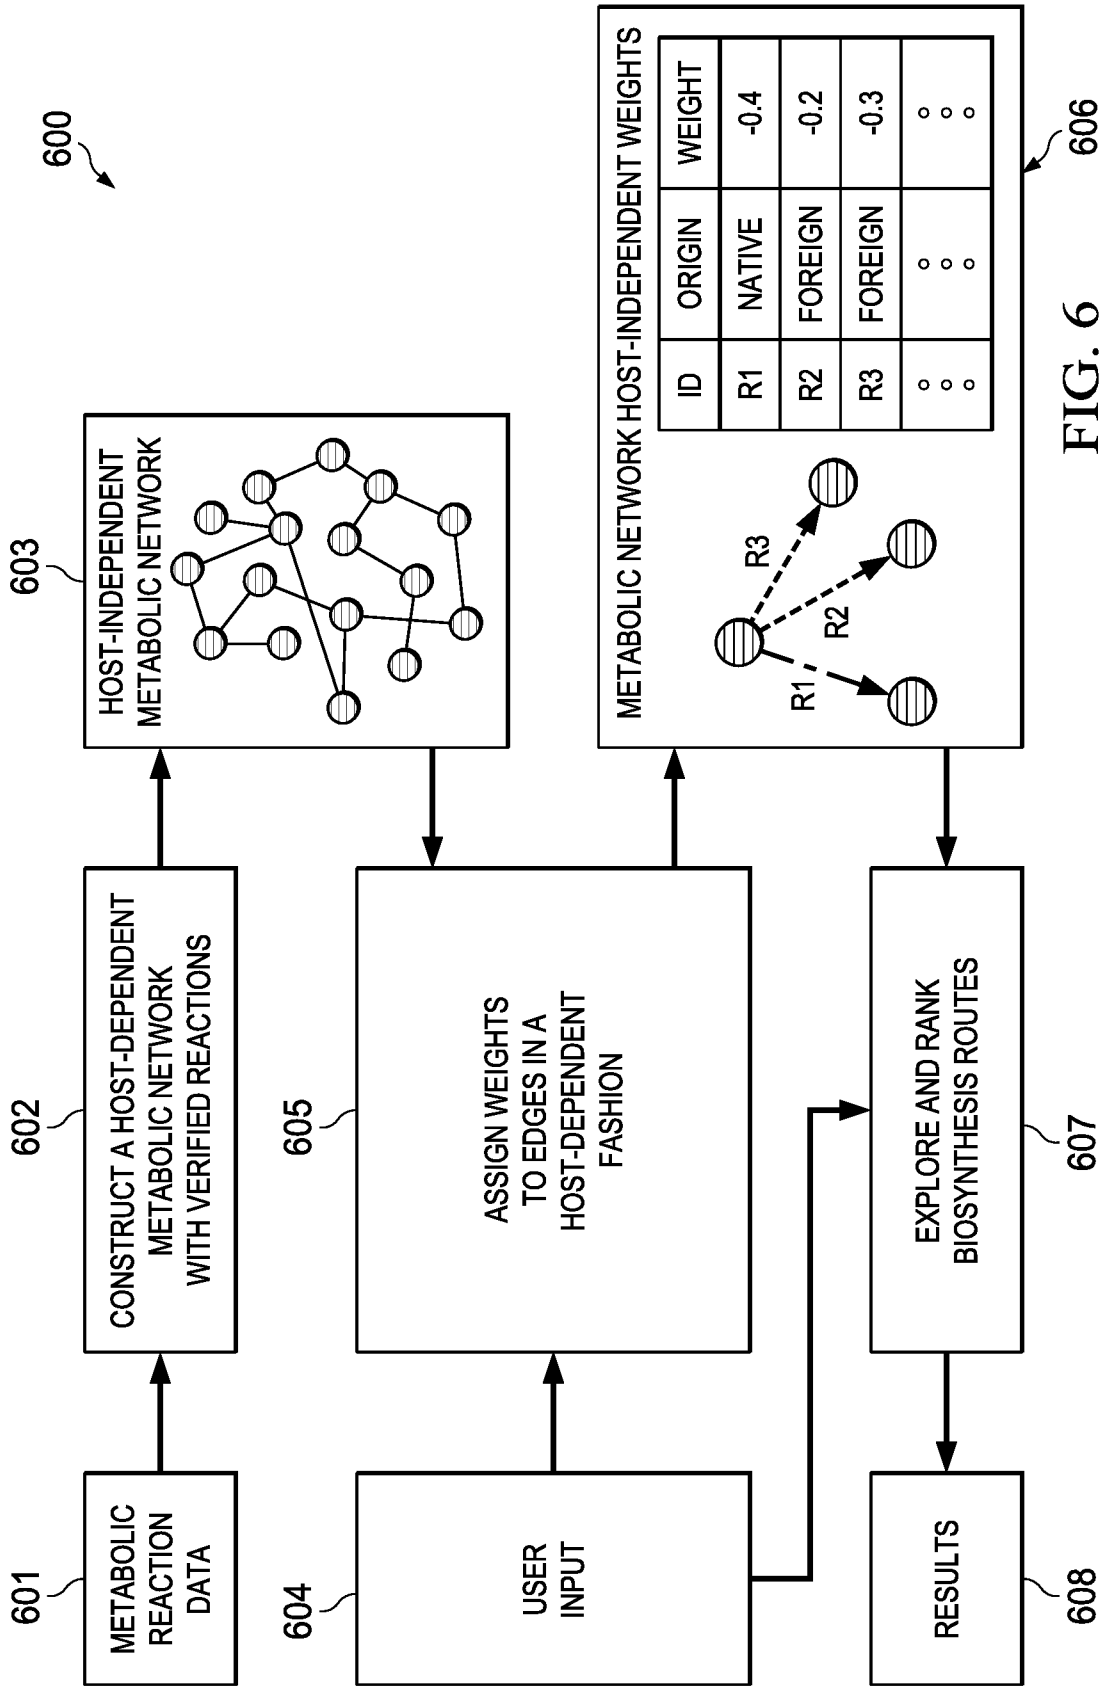 600
601
METABOLIC
REACTION
DATA
602
CONSTRUCT A HOST-DEPENDENT
METABOLIC NETWORK
WITH VERIFIED REACTIONS
603
HOST-INDEPENDENT
METABOLIC NETWORK
604
USER
INPUT
605
ASSIGN WEIGHTS
TO EDGES IN A
HOST-DEPENDENT
FASHION
METABOLIC NETWORK HOST-INDEPENDENT WEIGHTS
R1
R2
R3
ID ORIGIN WEIGHT
R1 NATIVE -0.4
R2 FOREIGN -0.2
R3 FOREIGN -0.3
606
EXPLORE AND RANK
BIOSYNTHESIS ROUTES
607
RESULTS
608
FIG. 6